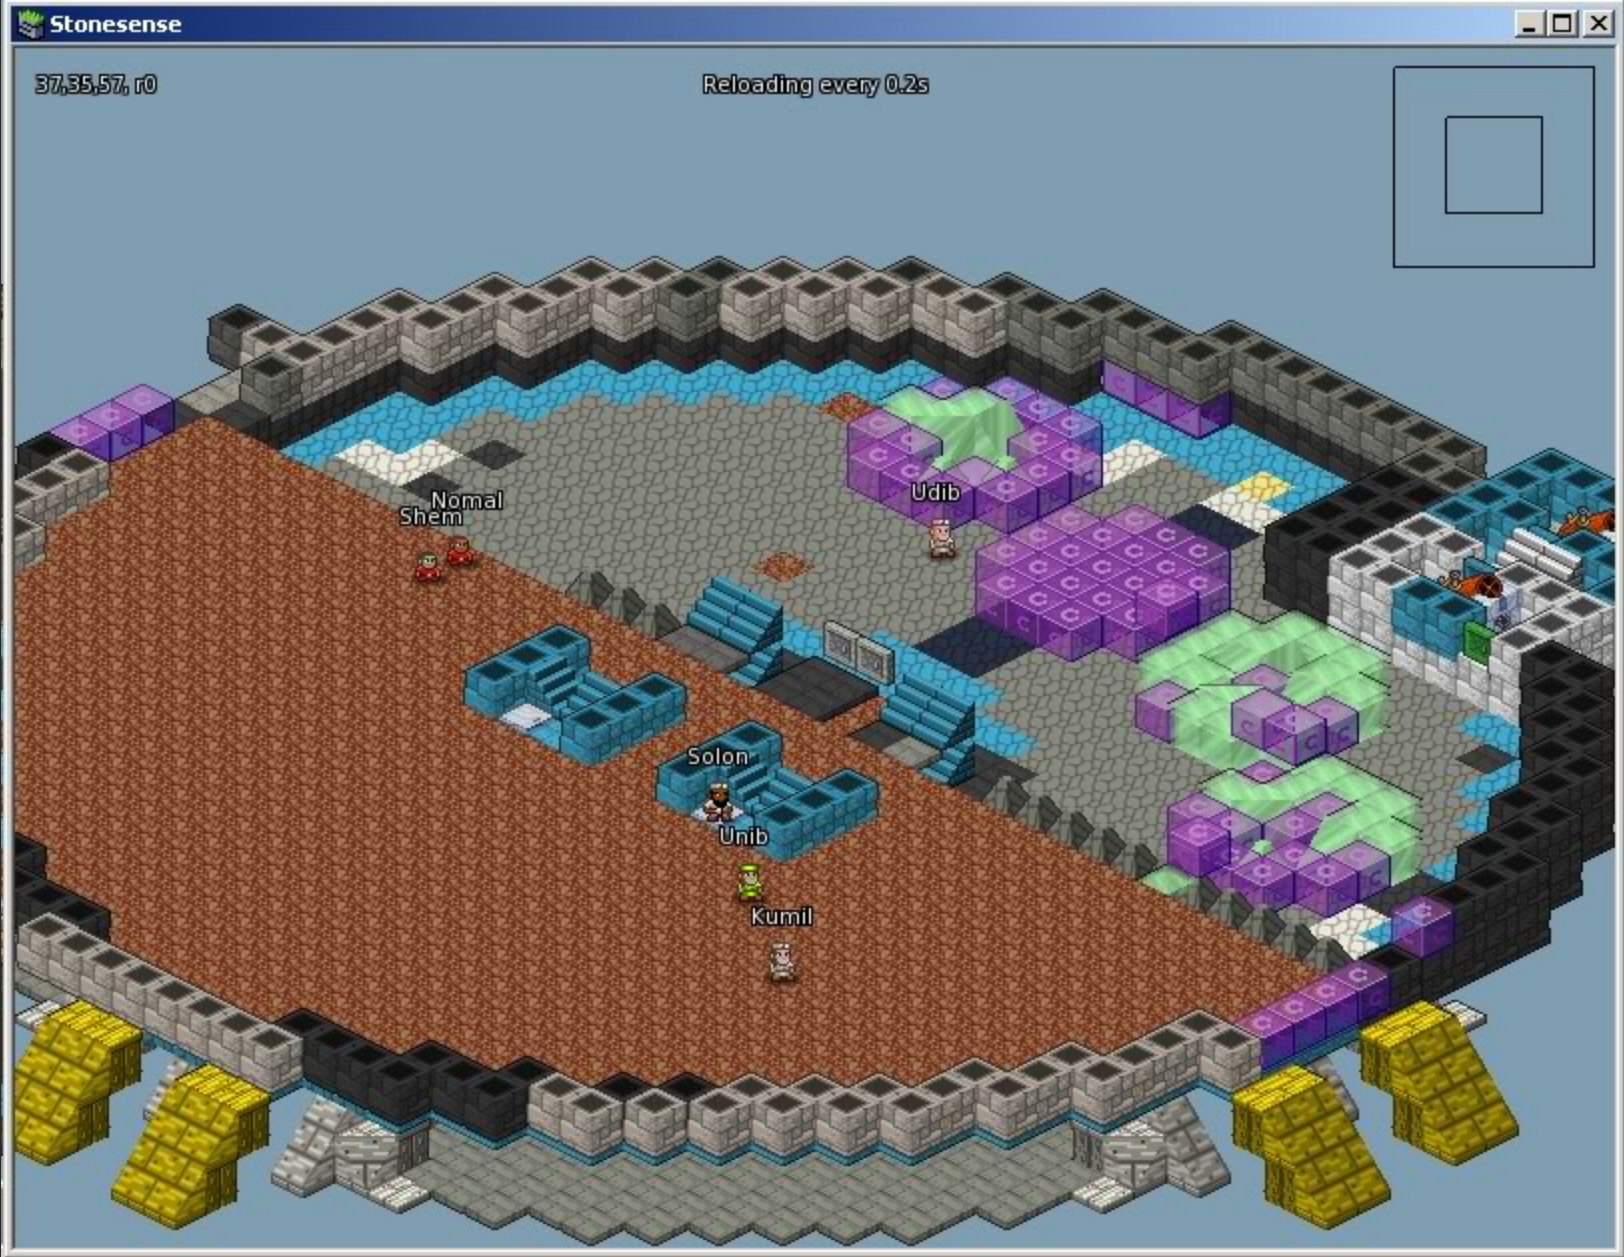 Stonesense
37,35,57, r0
Reloading every 0.2s
Udib
Nomal
Shem
Solon
Unib
Kumil